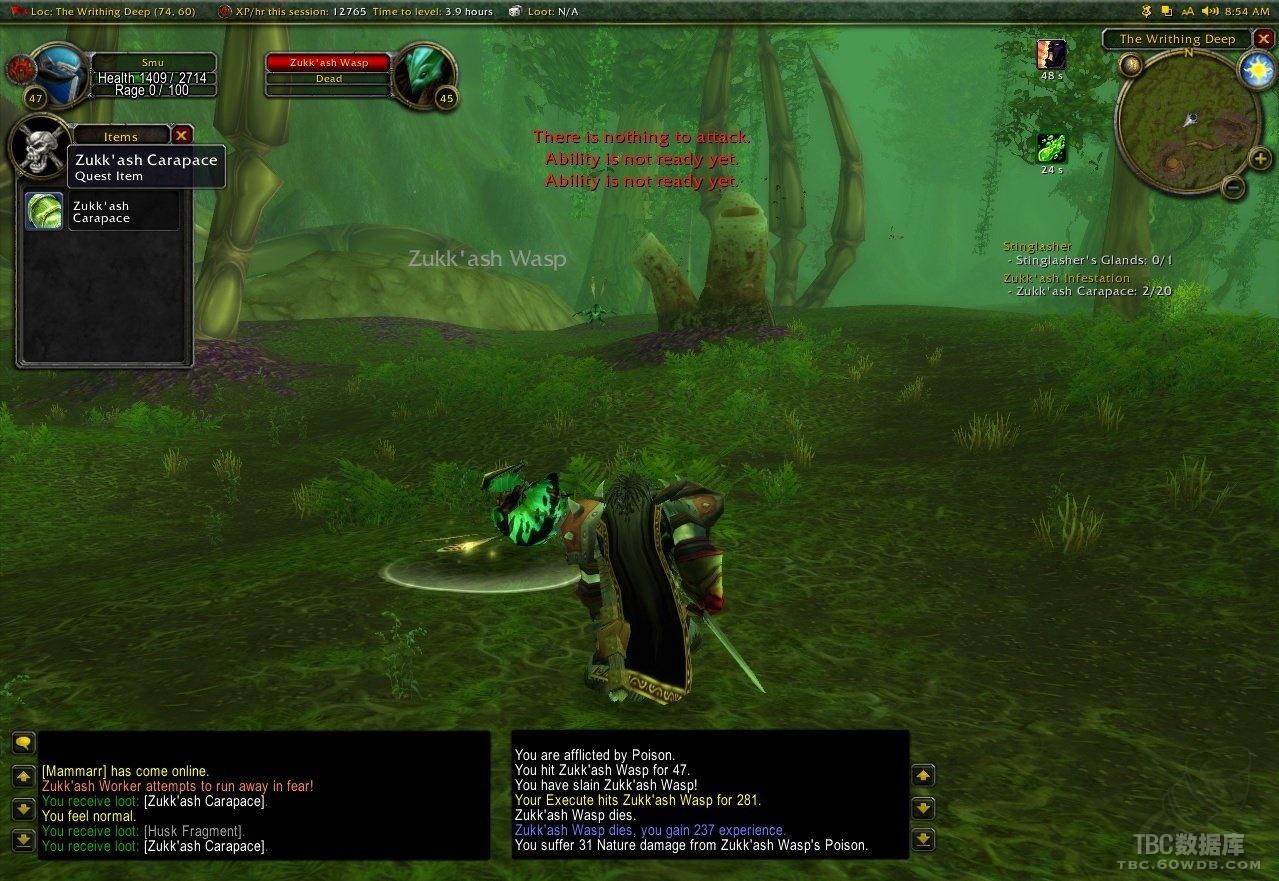 Loc: The Writhing Deep (74, 60) XP/hr this session: 12765 Time to level: 3.9 hours Loot: N/A 8:54 AM
The Writhing Deep
N
Smu
Health 1409 / 2714
Rage 0 / 100
47
Zukk'ash Wasp
Dead
45
48 s
24 s
Items
Zukk'ash Carapace
Quest Item
Zukk'ash
Carapace
There is nothing to attack.
Ability is not ready yet.
Ability is not ready yet.
Zukk'ash Wasp
Stinglasher
- Stinglasher's Glands: 0/1
Zukk'ash Infestation
- Zukk'ash Carapace: 2/20
[Mammarr] has come online.
Zukk'ash Worker attempts to run away in fear!
You receive loot: [Zukk'ash Carapace].
You feel normal.
You receive loot: [Husk Fragment].
You receive loot: [Zukk'ash Carapace].
You are afflicted by Poison.
You hit Zukk'ash Wasp for 47.
You have slain Zukk'ash Wasp!
Your Execute hits Zukk'ash Wasp for 281.
Zukk'ash Wasp dies.
Zukk'ash Wasp dies, you gain 237 experience.
You suffer 31 Nature damage from Zukk'ash Wasp's Poison.
TBC数据库
TBC.60WDB.COM